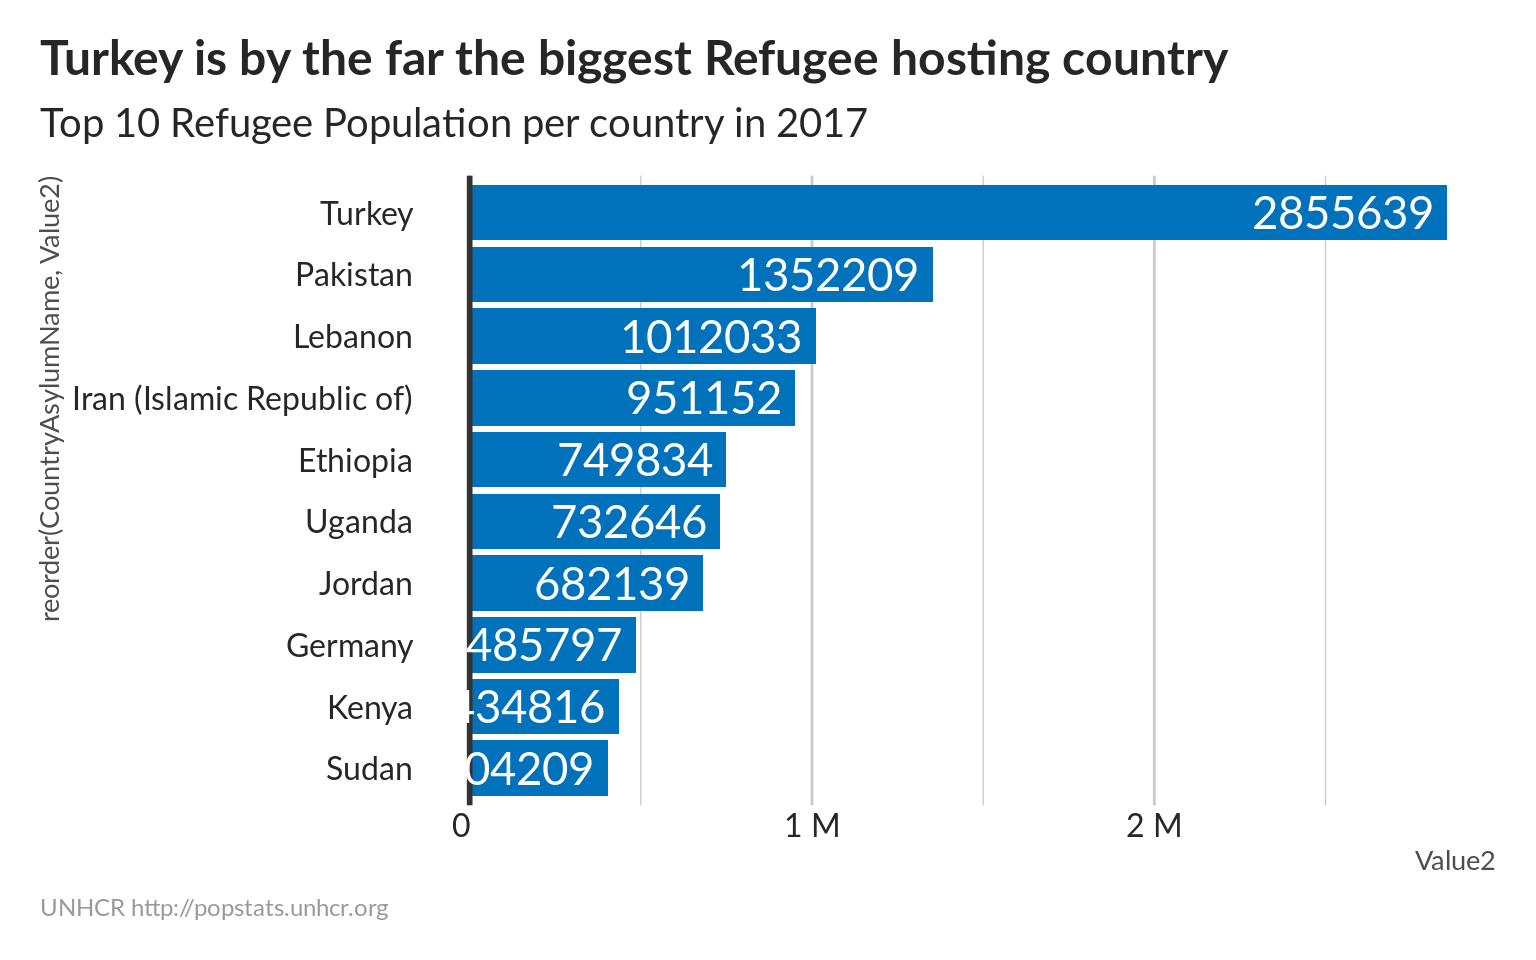 Turkey is by the far the biggest Refugee hosting country
Top 10 Refugee Population per country in 2017
reorder(CountryAsylumName, Value2)
Turkey 2855639
Pakistan 1352209
Lebanon 1012033
Iran (Islamic Republic of) 951152
Ethiopia 749834
Uganda 732646
Jordan 682139
Germany 485797
Kenya 434816
Sudan 04209
0 1 M 2 M
Value2
UNHCR http://popstats.unhcr.org